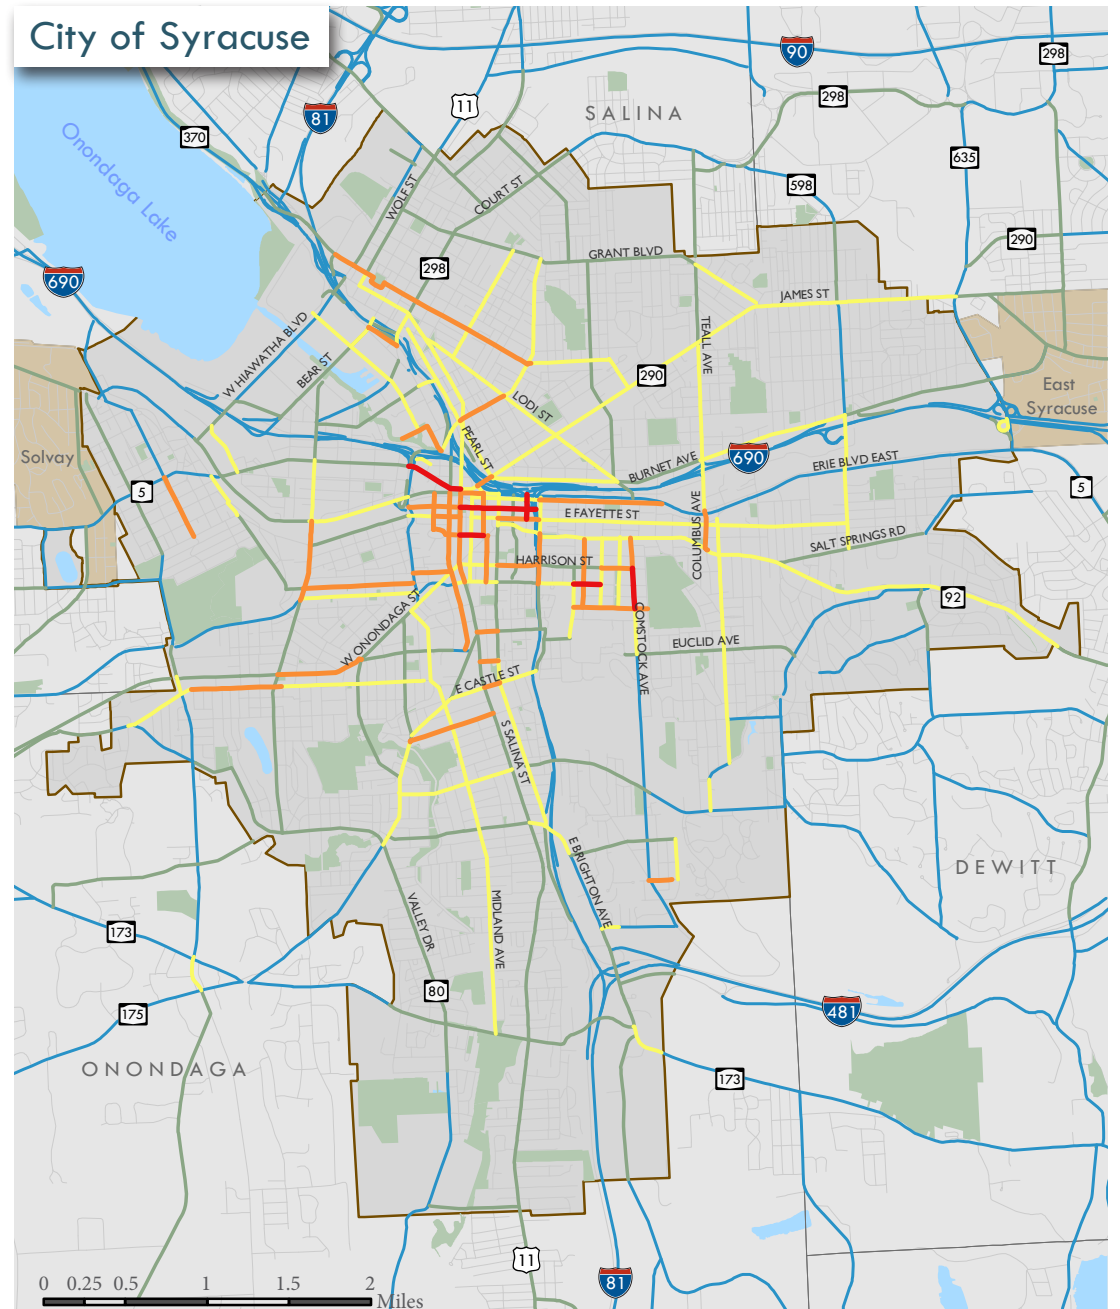 City of Syracuse
90
298
11
298
SALINA
81
370
635
Onondaga Lake
598
WOLF ST
COURT ST
290
GRANT BLVD
298
690
JAMES ST
W HIAWATHA BLVD
TEALL AVE
BEAR ST
290
East
Syracuse
LODI ST
PEARL ST
Solvay
690
BURNET AVE
ERIE BLVD EAST
5
5
E FAYETTE ST
COLUMBUS AVE
SALT SPRINGS RD
HARRISON ST
92
W ONONDAGA ST
COMSTOCK AVE
EUCLID AVE
E CASTLE ST
S SALINA ST
E BRIGHTON AVE
DEWITT
VALLEY DR
MIDLAND AVE
173
80
175
481
ONONDAGA
173
11
81
0 0.25 0.5 1 1.5 2
Miles